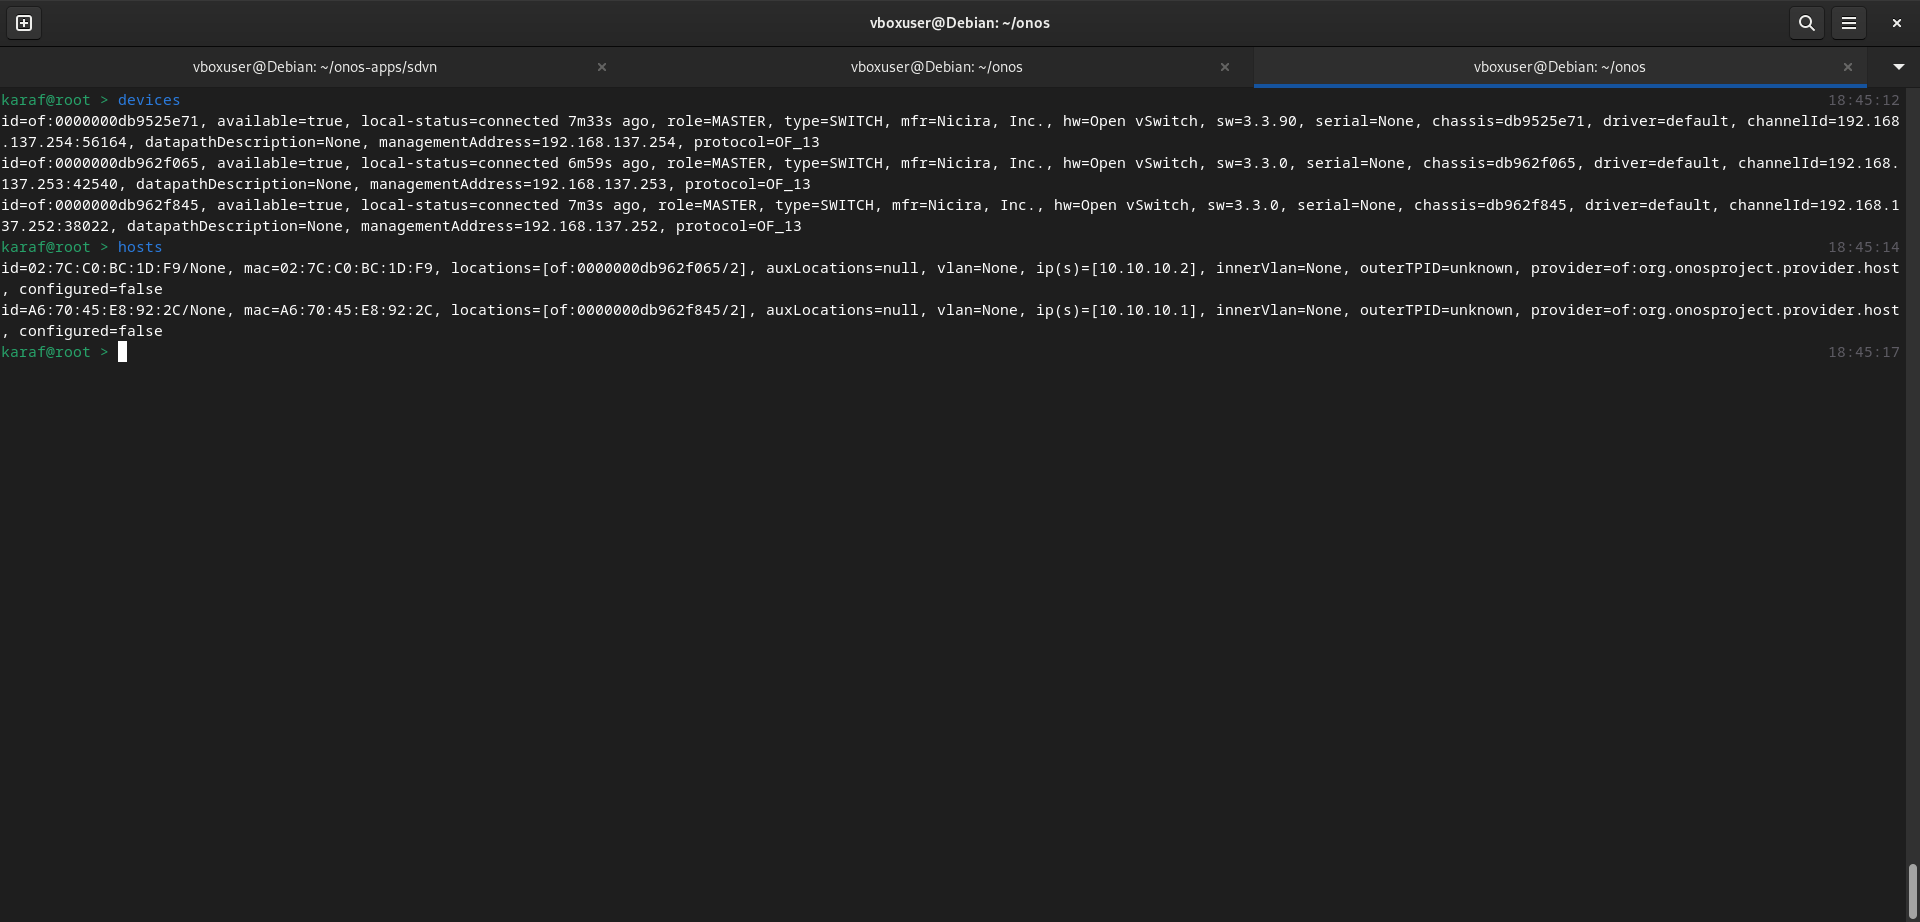 vboxuser@Debian: ~/onos
vboxuser@Debian: ~/onos-apps/sdvn
vboxuser@Debian: ~/onos
vboxuser@Debian: ~/onos
karaf@root > devices 18:45:12
id=of:0000000db9525e71, available=true, local-status=connected 7m33s ago, role=MASTER, type=SWITCH, mfr=Nicira, Inc., hw=Open vSwitch, sw=3.3.90, serial=None, chassis=db9525e71, driver=default, channelId=192.168
.137.254:56164, datapathDescription=None, managementAddress=192.168.137.254, protocol=OF_13
id=of:0000000db962f065, available=true, local-status=connected 6m59s ago, role=MASTER, type=SWITCH, mfr=Nicira, Inc., hw=Open vSwitch, sw=3.3.0, serial=None, chassis=db962f065, driver=default, channelId=192.168.
137.253:42540, datapathDescription=None, managementAddress=192.168.137.253, protocol=OF_13
id=of:0000000db962f845, available=true, local-status=connected 7m3s ago, role=MASTER, type=SWITCH, mfr=Nicira, Inc., hw=Open vSwitch, sw=3.3.0, serial=None, chassis=db962f845, driver=default, channelId=192.168.1
37.252:38022, datapathDescription=None, managementAddress=192.168.137.252, protocol=OF_13
karaf@root > hosts 18:45:14
id=02:7C:C0:BC:1D:F9/None, mac=02:7C:C0:BC:1D:F9, locations=[of:0000000db962f065/2], auxLocations=null, vlan=None, ip(s)=[10.10.10.2], innerVlan=None, outerTPID=unknown, provider=of:org.onosproject.provider.host
, configured=false
id=A6:70:45:E8:92:2C/None, mac=A6:70:45:E8:92:2C, locations=[of:0000000db962f845/2], auxLocations=null, vlan=None, ip(s)=[10.10.10.1], innerVlan=None, outerTPID=unknown, provider=of:org.onosproject.provider.host
, configured=false
karaf@root > 18:45:17